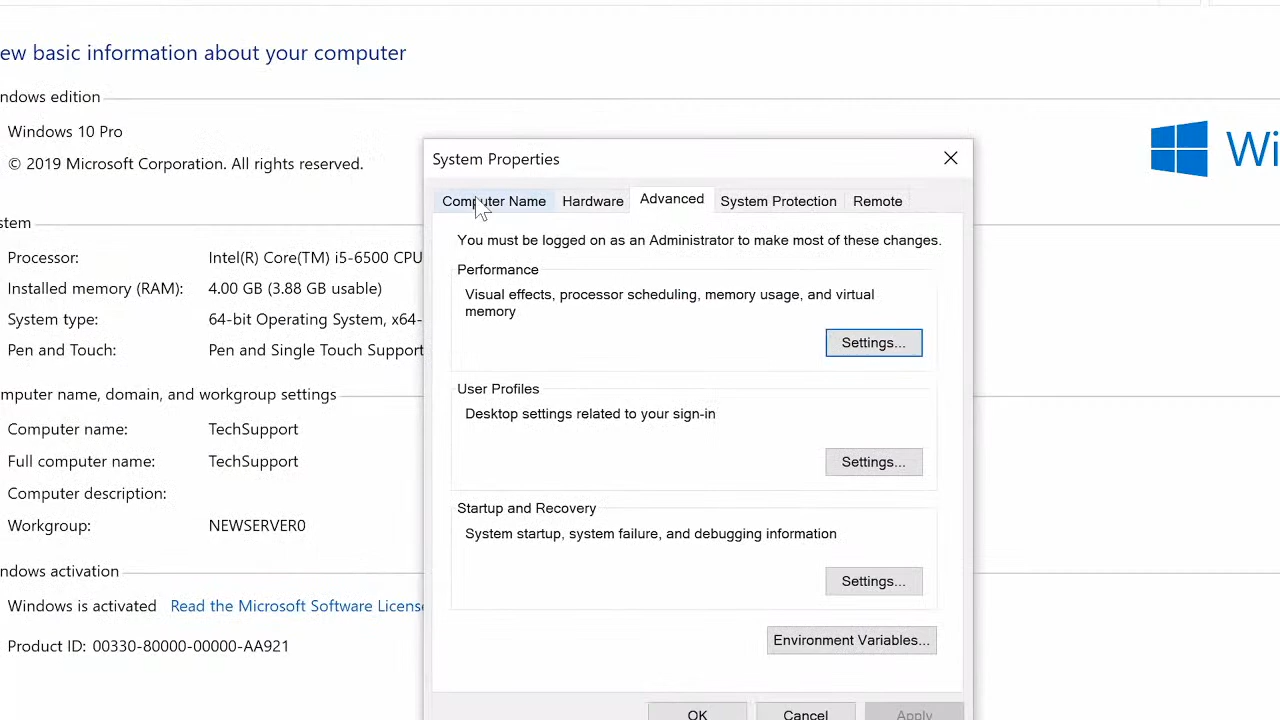 ew basic information about your computer
ndows edition
Windows 10 Pro
© 2019 Microsoft Corporation. All rights reserved.
Wi
System Properties
Computer Name Hardware Advanced System Protection Remote
stem
You must be logged on as an Administrator to make most of these changes.
Processor: Intel(R) Core(TM) i5-6500 CPU
Performance
Installed memory (RAM): 4.00 GB (3.88 GB usable)
Visual effects, processor scheduling, memory usage, and virtual
memory
System type: 64-bit Operating System, x64-
Settings...
Pen and Touch: Pen and Single Touch Support
User Profiles
mputer name, domain, and workgroup settings
Desktop settings related to your sign-in
Computer name: TechSupport
Full computer name: TechSupport
Settings...
Computer description:
Startup and Recovery
Workgroup: NEWSERVER0
System startup, system failure, and debugging information
ndows activation
Settings...
Windows is activated Read the Microsoft Software License
Product ID: 00330-80000-00000-AA921
Environment Variables...
OK Cancel Apply